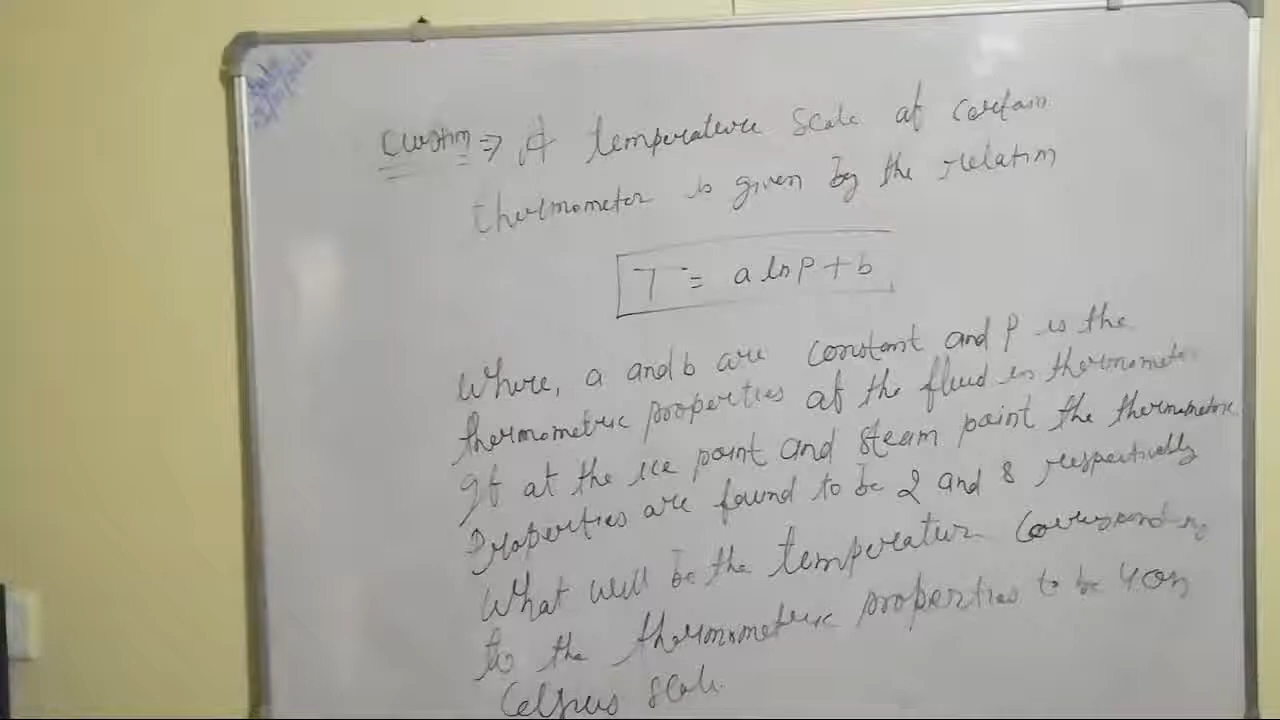 Question => A temperature scale of certain
thermometer is given by the relation
T = a ln P + b
Where, a and b are constant and P is the
thermometric properties of the fluid in thermometer
If at the ice point and steam point the thermometric
Properties are found to be 2 and 8 respectively
What will be the temperatur corresponding
to the thermometric properties to be 4 on
Celsius scale.